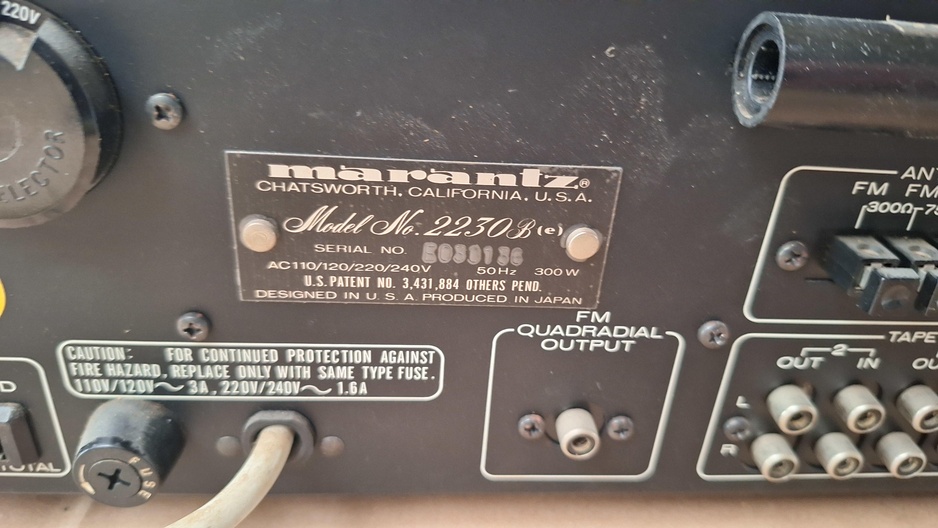 220V
SELECTOR
marantz®
CHATSWORTH, CALIFORNIA, U.S.A.
Model No. 2230B(e)
SERIAL NO.
AC110/120/220/240V 50Hz 300W
U.S. PATENT NO. 3,431,884 OTHERS PEND.
DESIGNED IN U.S.A. PRODUCED IN JAPAN
CAUTION: FOR CONTINUED PROTECTION AGAINST
FIRE HAZARD, REPLACE ONLY WITH SAME TYPE FUSE.
110V/120V～3A, 220V/240V～1.6A
FUSE
FM
QUADRADIAL
OUTPUT
ANT
FM FM
300Ω 75
TAPE
2
OUT IN OU
L
R